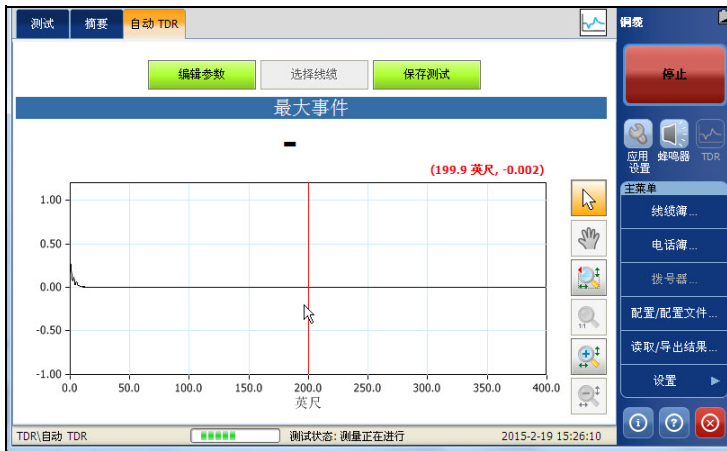 测试 摘要 自动 TDR
编辑参数 选择线缆 保存测试
最大事件
-
(199.9 英尺, -0.002)
1.00
0.50
0.00
-0.50
-1.00
0.0 50.0 100.0 150.0 200.0 250.0 300.0 350.0 400.0
英尺
TDR\自动 TDR 测试状态: 测量正在进行 2015-2-19 15:26:10
铜缆
停止
应用
设置
蜂鸣器
TDR
主菜单
线缆簿...
电话簿...
拨号器...
配置/配置文件...
读取/导出结果...
设置
1:1